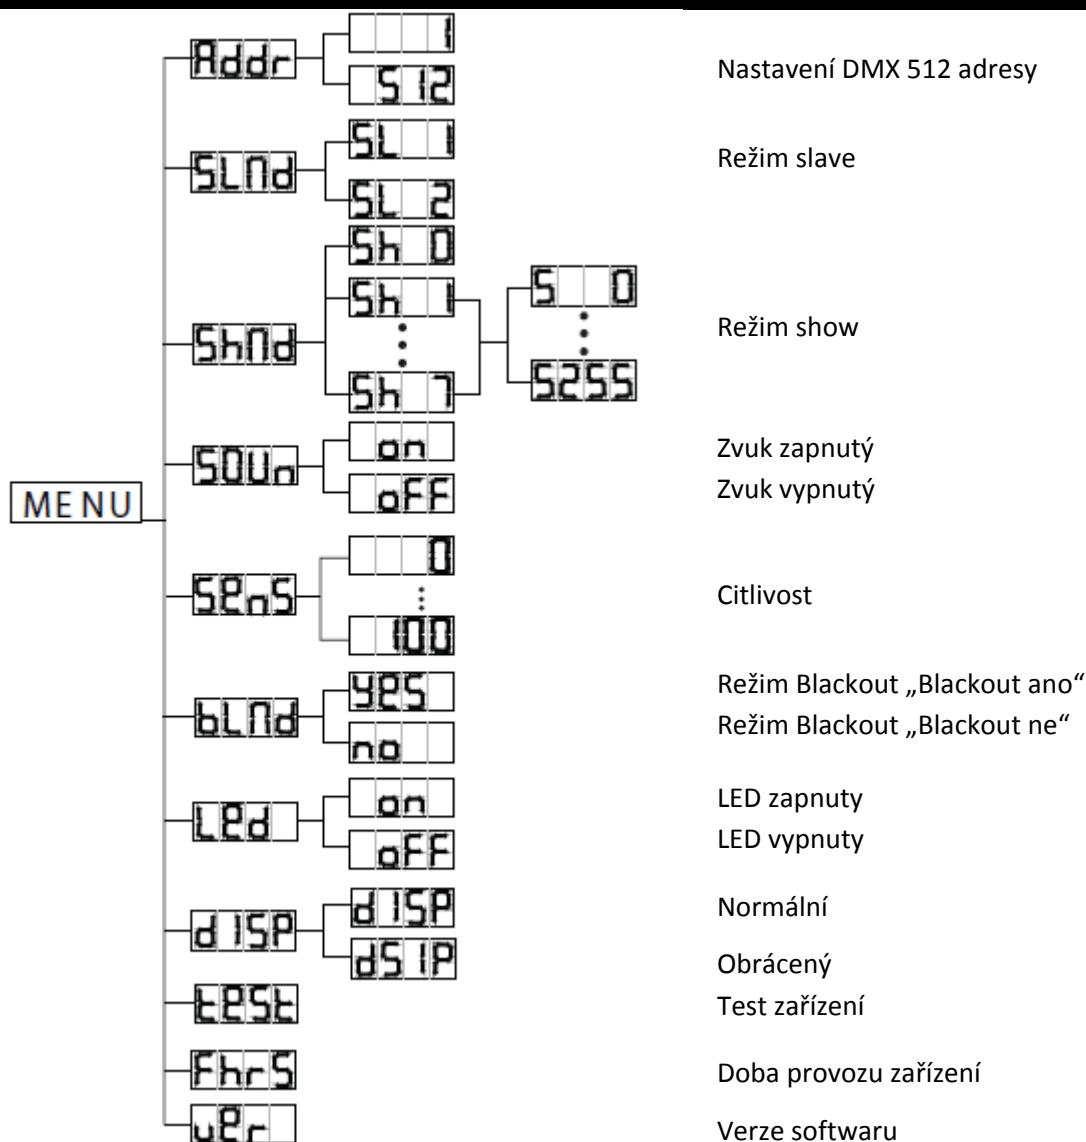 1
Addr
512
Nastavení DMX 512 adresy
SL 1
SLMd
SL 2
Režim slave
Sh 0
Sh 1
ShMd
Sh 7
S 0
S255
Režim show
on
SOUn
oFF
Zvuk zapnutý
Zvuk vypnutý
MENU
0
SenS
100
Citlivost
yes
bLMd
no
Režim Blackout „Blackout ano“
Režim Blackout „Blackout ne“
on
Led
oFF
LED zapnuty
LED vypnuty
dISP
dISP
dSIP
Normální
Obrácený
teSt
Test zařízení
FhrS
Doba provozu zařízení
ver
Verze softwaru